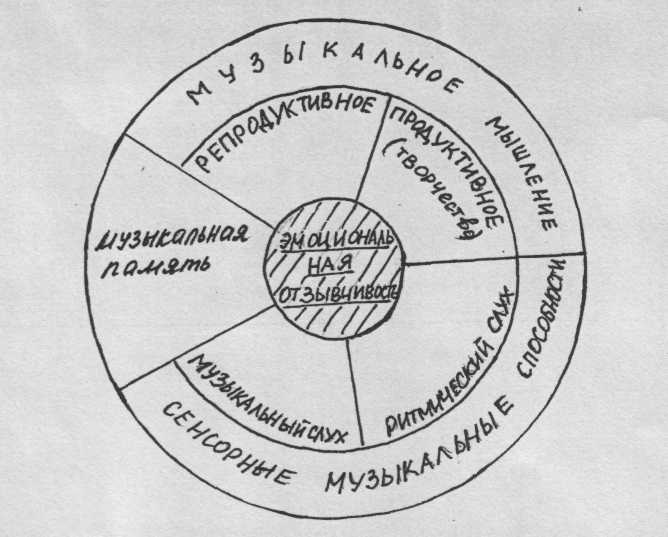 МУЗЫКАЛЬНОЕ МЫШЛЕНИЕ
РЕПРОДУКТИВНОЕ
ПРОДУКТИВНОЕ
(творчество)
музыкальная
память
ЭМОЦИОНАЛЬ
НАЯ
ОТЗЫВЧИВОСТЬ
МУЗЫКАЛЬНЫЙ СЛУХ
РИТМИЧЕСКИЙ СЛУХ
СЕНСОРНЫЕ МУЗЫКАЛЬНЫЕ СПОСОБНОСТИ